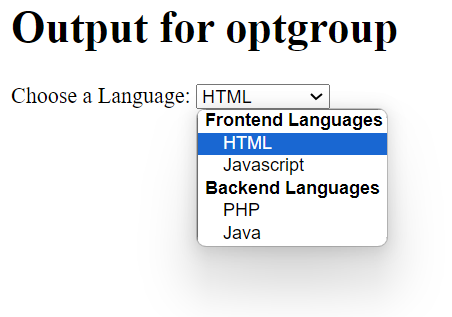 Output for optgroup
Choose a Language: HTML
Frontend Languages
HTML
Javascript
Backend Languages
PHP
Java